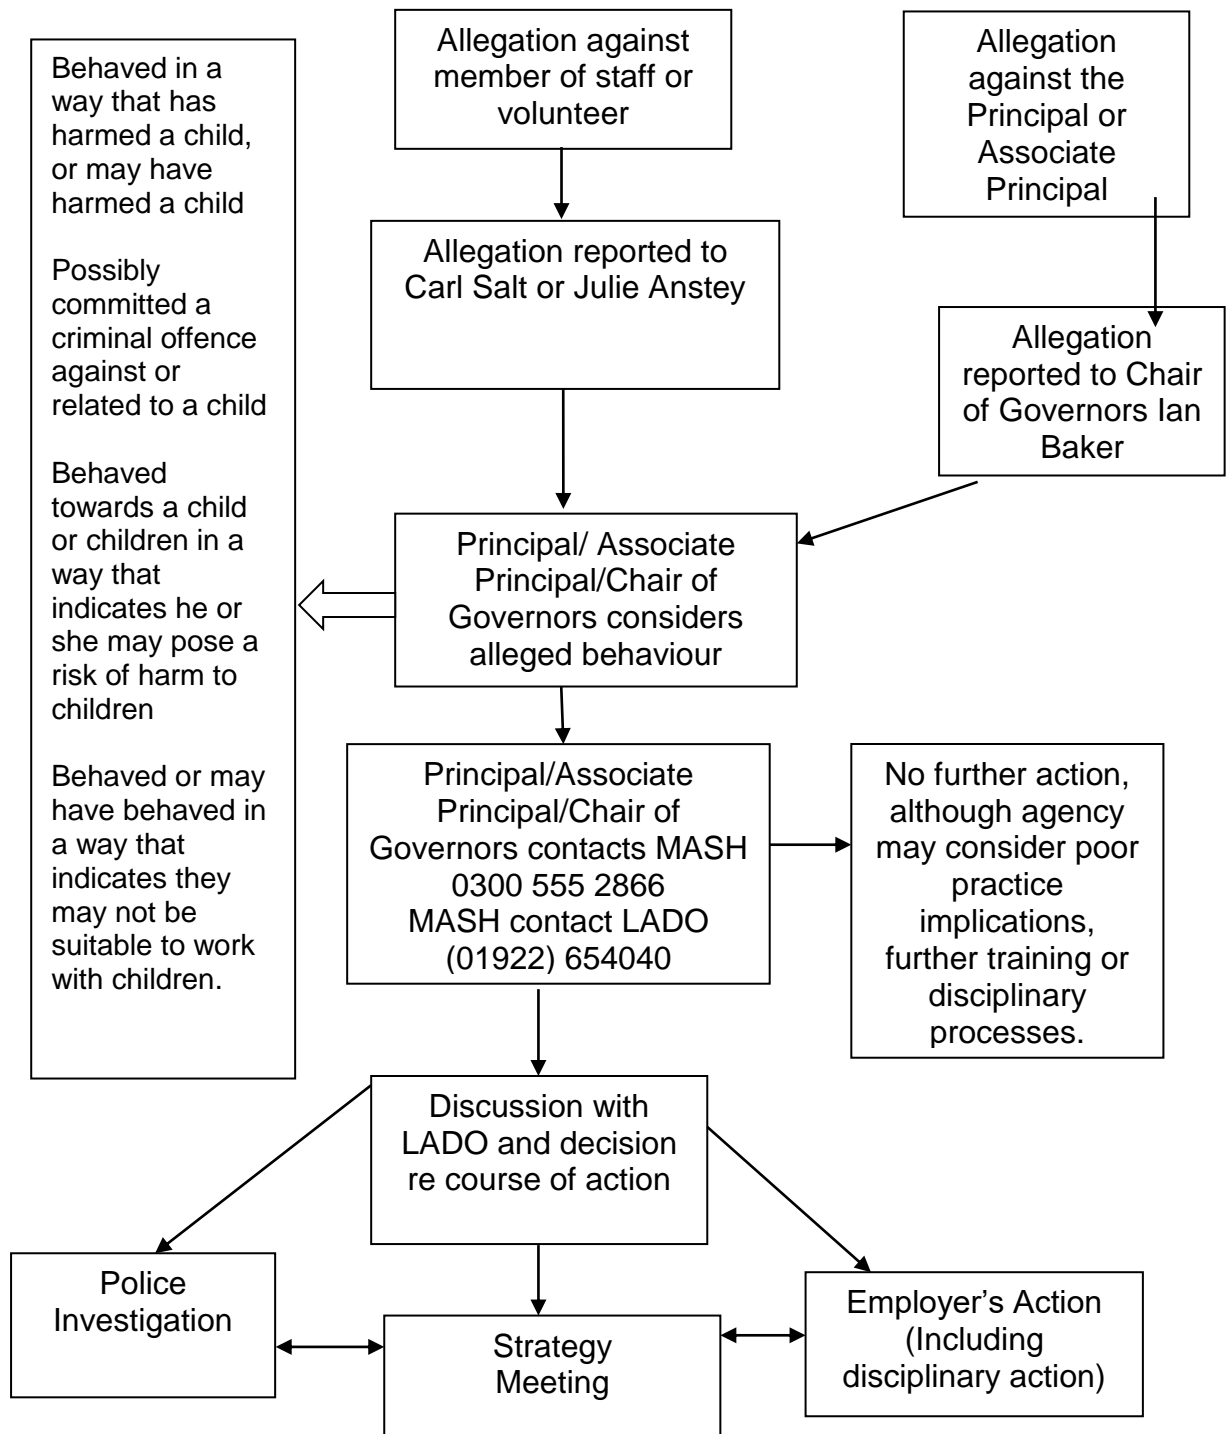 Behaved in a
way that has
harmed a child,
or may have
harmed a child
Possibly
committed a
criminal offence
against or
related to a child
Behaved
towards a child
or children in a
way that
indicates he or
she may pose a
risk of harm to
children
Behaved or may
have behaved in
a way that
indicates they
may not be
suitable to work
with children.
Allegation against
member of staff or
volunteer
Allegation
against the
Principal or
Associate
Principal
Allegation reported to
Carl Salt or Julie Anstey
Allegation
reported to Chair
of Governors Ian
Baker
Principal/ Associate
Principal/Chair of
Governors considers
alleged behaviour
Principal/Associate
Principal/Chair of
Governors contacts MASH
0300 555 2866
MASH contact LADO
(01922) 654040
No further action,
although agency
may consider poor
practice
implications,
further training or
disciplinary
processes.
Discussion with
LADO and decision
re course of action
Police
Investigation
Strategy
Meeting
Employer’s Action
(Including
disciplinary action)